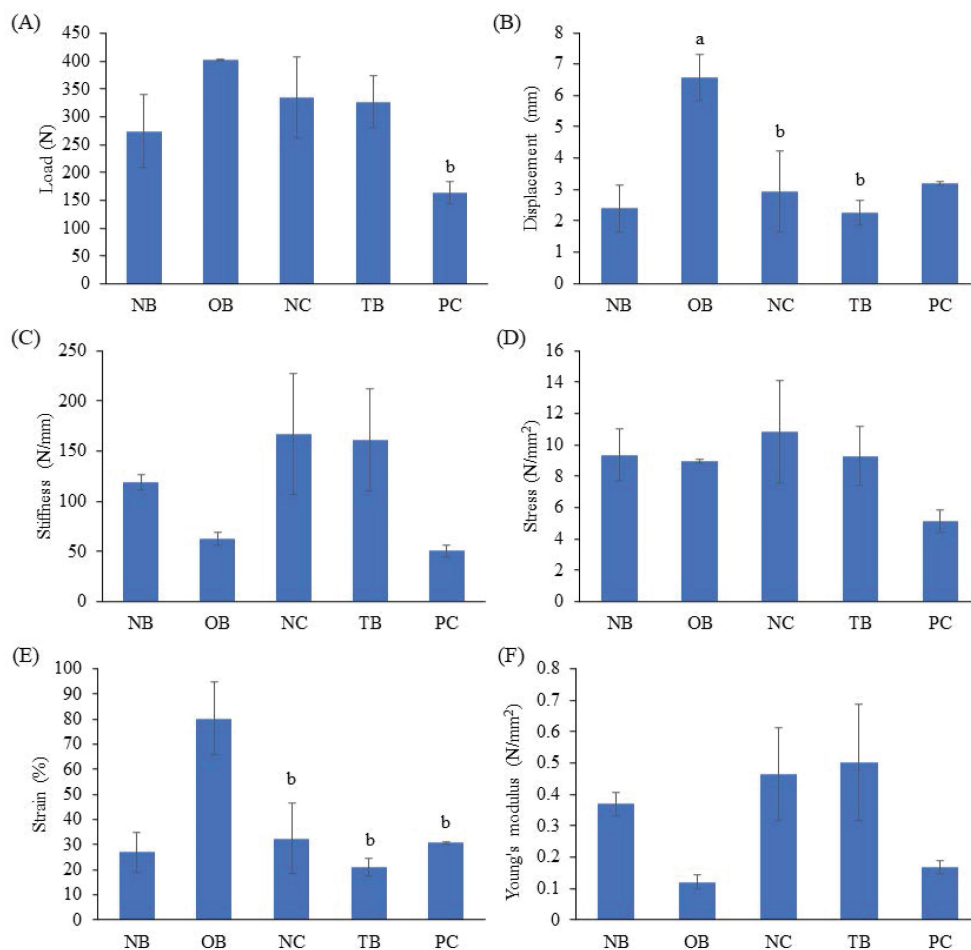 (A)
Load (N)
450
400
350
300
250
200
150
100
50
0
b
NB OB NC TB PC
(B)
Displacement (mm)
8
7
6
5
4
3
2
1
0
a
b
b
NB OB NC TB PC
(C)
Stiffness (N/mm)
250
200
150
100
50
0
NB OB NC TB PC
(D)
Stress (N/mm²)
16
14
12
10
8
6
4
2
0
NB OB NC TB PC
(E)
Strain (%)
100
90
80
70
60
50
40
30
20
10
0
b
b
b
NB OB NC TB PC
(F)
Young's modulus (N/mm²)
0.8
0.7
0.6
0.5
0.4
0.3
0.2
0.1
0
NB OB NC TB PC